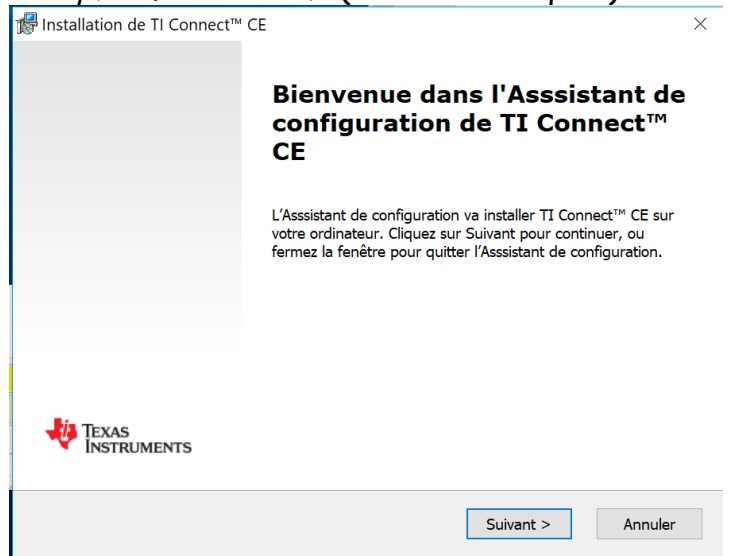 Installation de TI Connect™ CE
Bienvenue dans l'Asssistant de
configuration de TI Connect™
CE
L’Asssistant de configuration va installer TI Connect™ CE sur
votre ordinateur. Cliquez sur Suivant pour continuer, ou
fermez la fenêtre pour quitter l’Asssistant de configuration.
TEXAS
INSTRUMENTS
Suivant >
Annuler